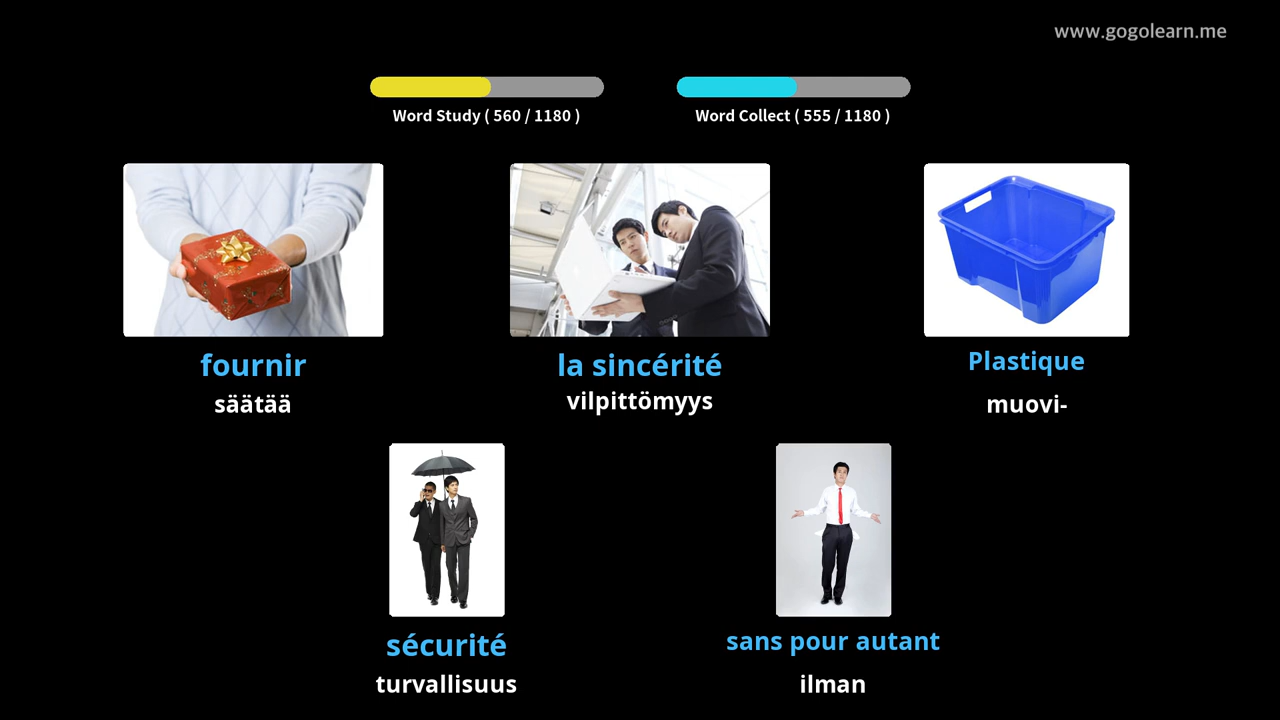 www.gogolearn.me
Word Study ( 560 / 1180 )
Word Collect ( 555 / 1180 )
fournir
säätää
la sincérité
vilpittömyys
Plastique
muovi-
sécurité
turvallisuus
sans pour autant
ilman